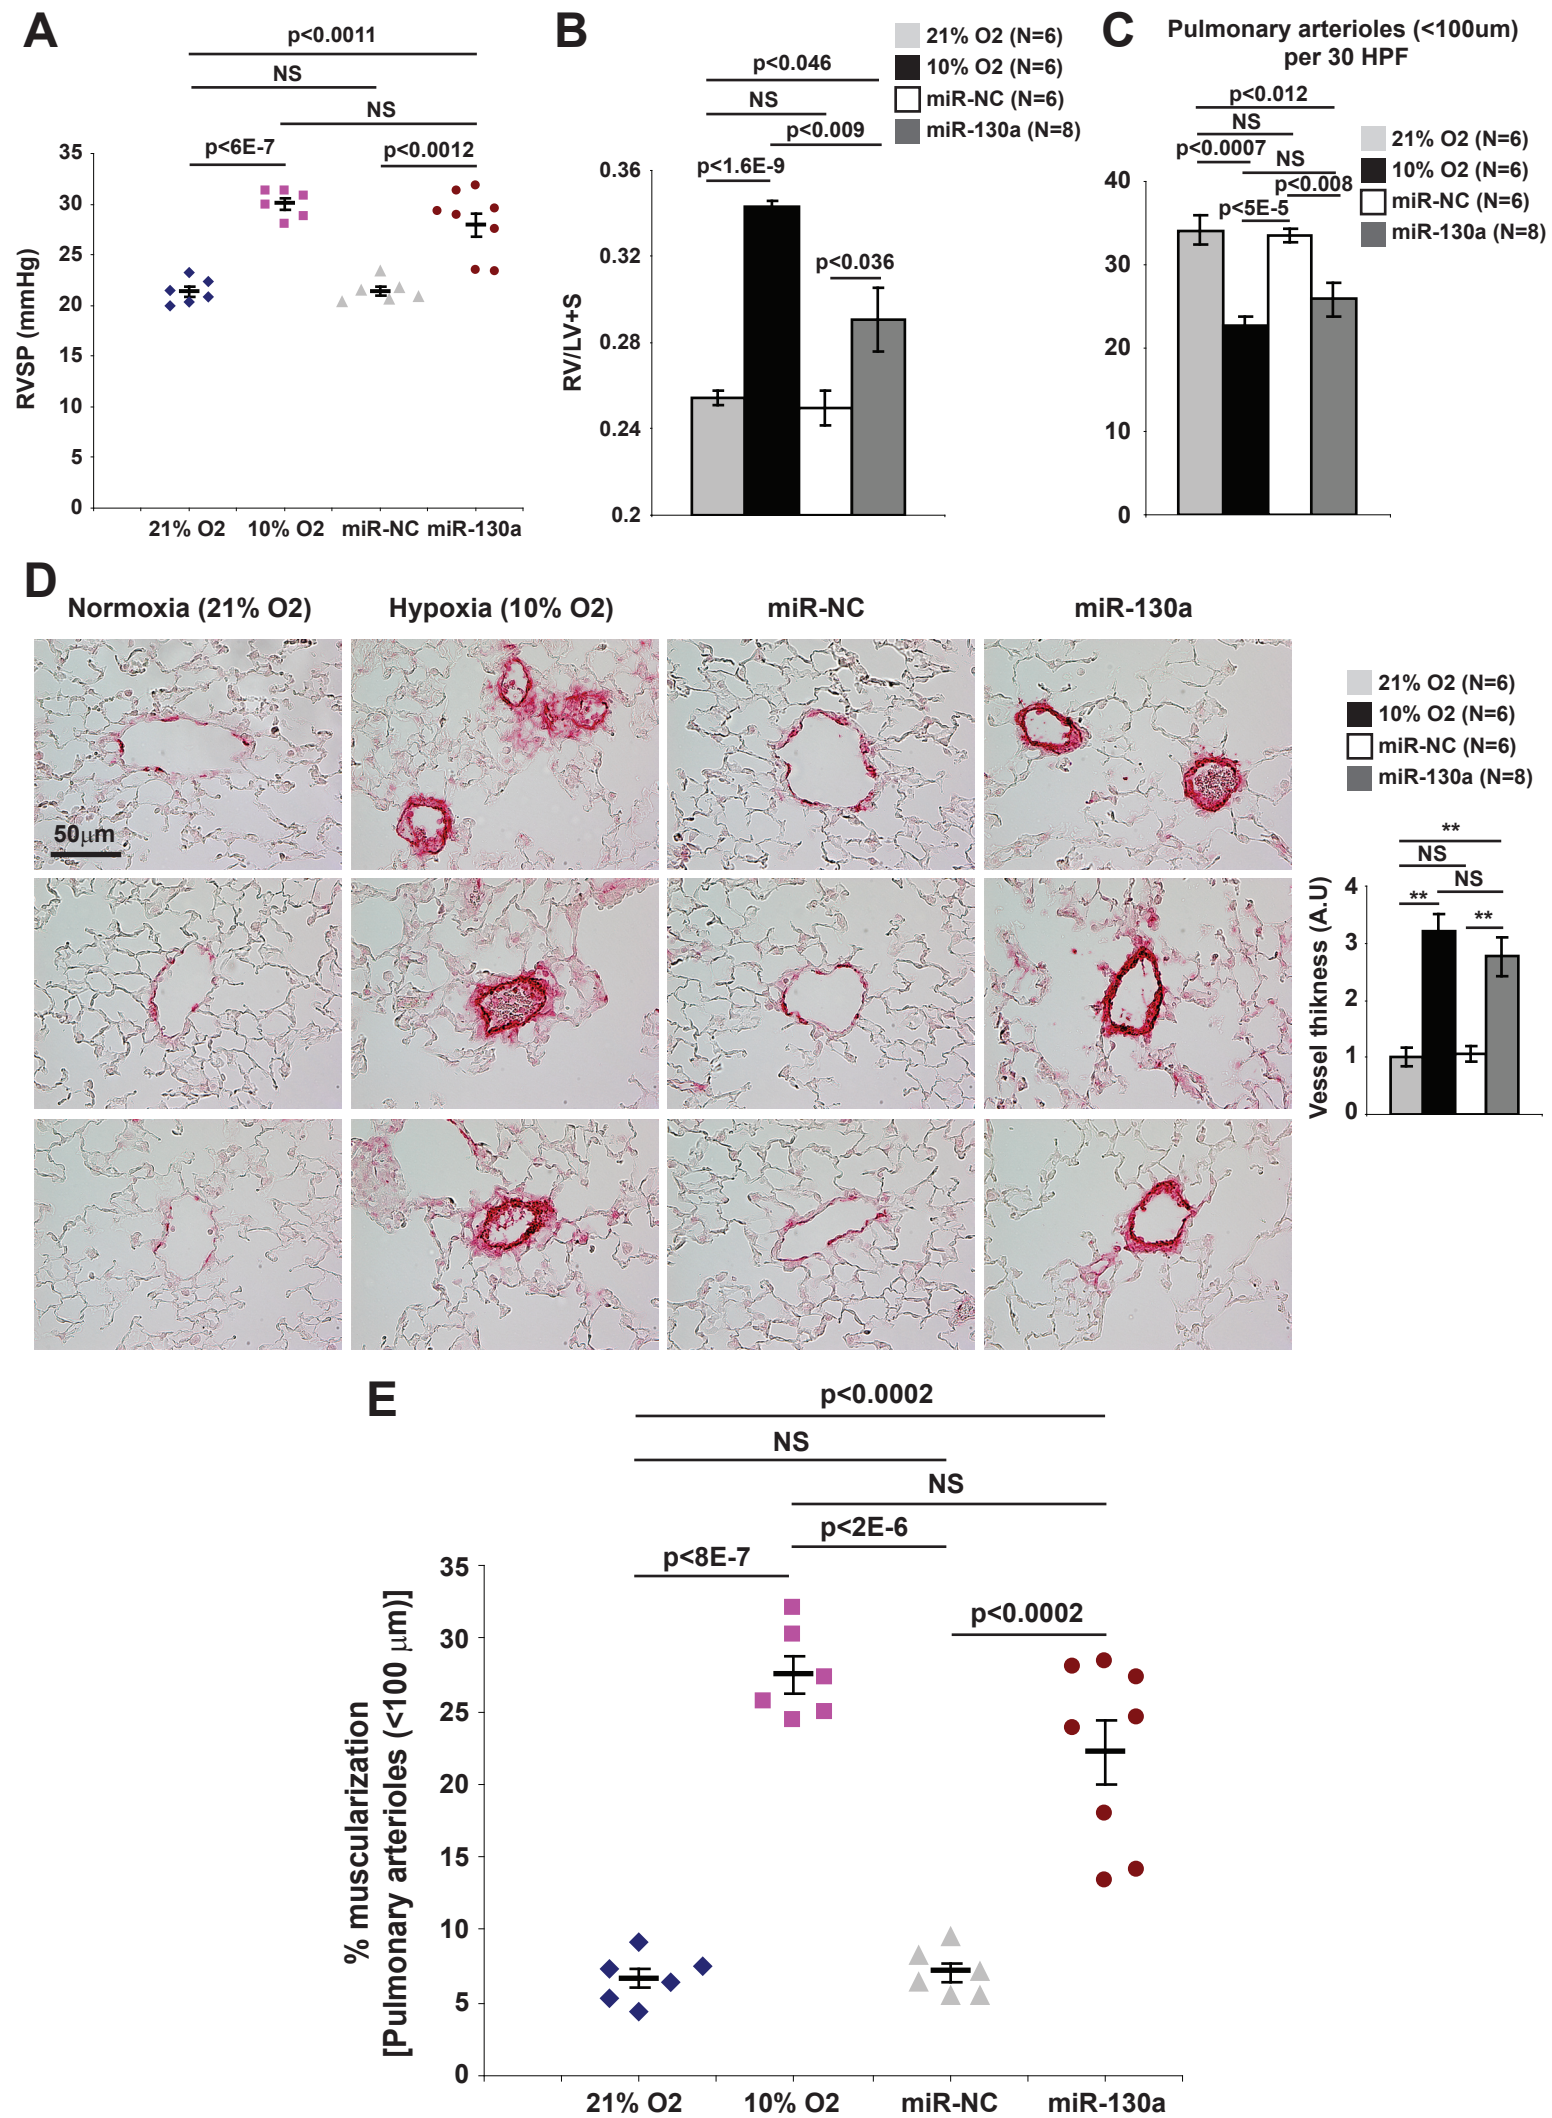 A
p<0.0011
NS
NS
p<6E-7
p<0.0012
35
30
25
20
15
10
5
0
RVSP (mmHg)
21% O2
10% O2
miR-NC
miR-130a
B
21% O2 (N=6)
10% O2 (N=6)
miR-NC (N=6)
miR-130a (N=8)
p<0.046
NS
p<0.009
p<1.6E-9
p<0.036
0.36
0.32
0.28
0.24
0.2
RV/LV+S
C
Pulmonary arterioles (<100um)
per 30 HPF
p<0.012
NS
p<0.0007
NS
p<0.008
p<5E-5
21% O2 (N=6)
10% O2 (N=6)
miR-NC (N=6)
miR-130a (N=8)
40
30
20
10
0
D
Normoxia (21% O2)
Hypoxia (10% O2)
miR-NC
miR-130a
50μm
21% O2 (N=6)
10% O2 (N=6)
miR-NC (N=6)
miR-130a (N=8)
**
NS
NS
**
**
4
3
2
1
0
Vessel thikness (A.U)
E
p<0.0002
NS
NS
p<2E-6
p<8E-7
p<0.0002
35
30
25
20
15
10
5
0
% muscularization
[Pulmonary arterioles (<100 μm)]
21% O2
10% O2
miR-NC
miR-130a